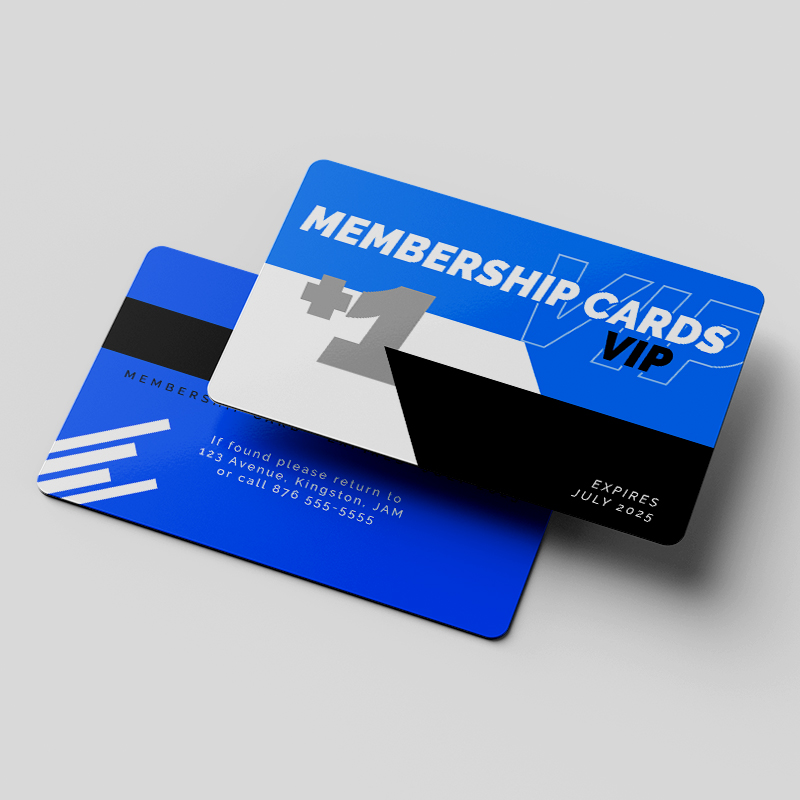 MEMBERSHIP CARDS
VIP
VIP
+1
EXPIRES
JULY 2025
If found please return to
123 Avenue, Kingston, JAM
or call 876 555-5555